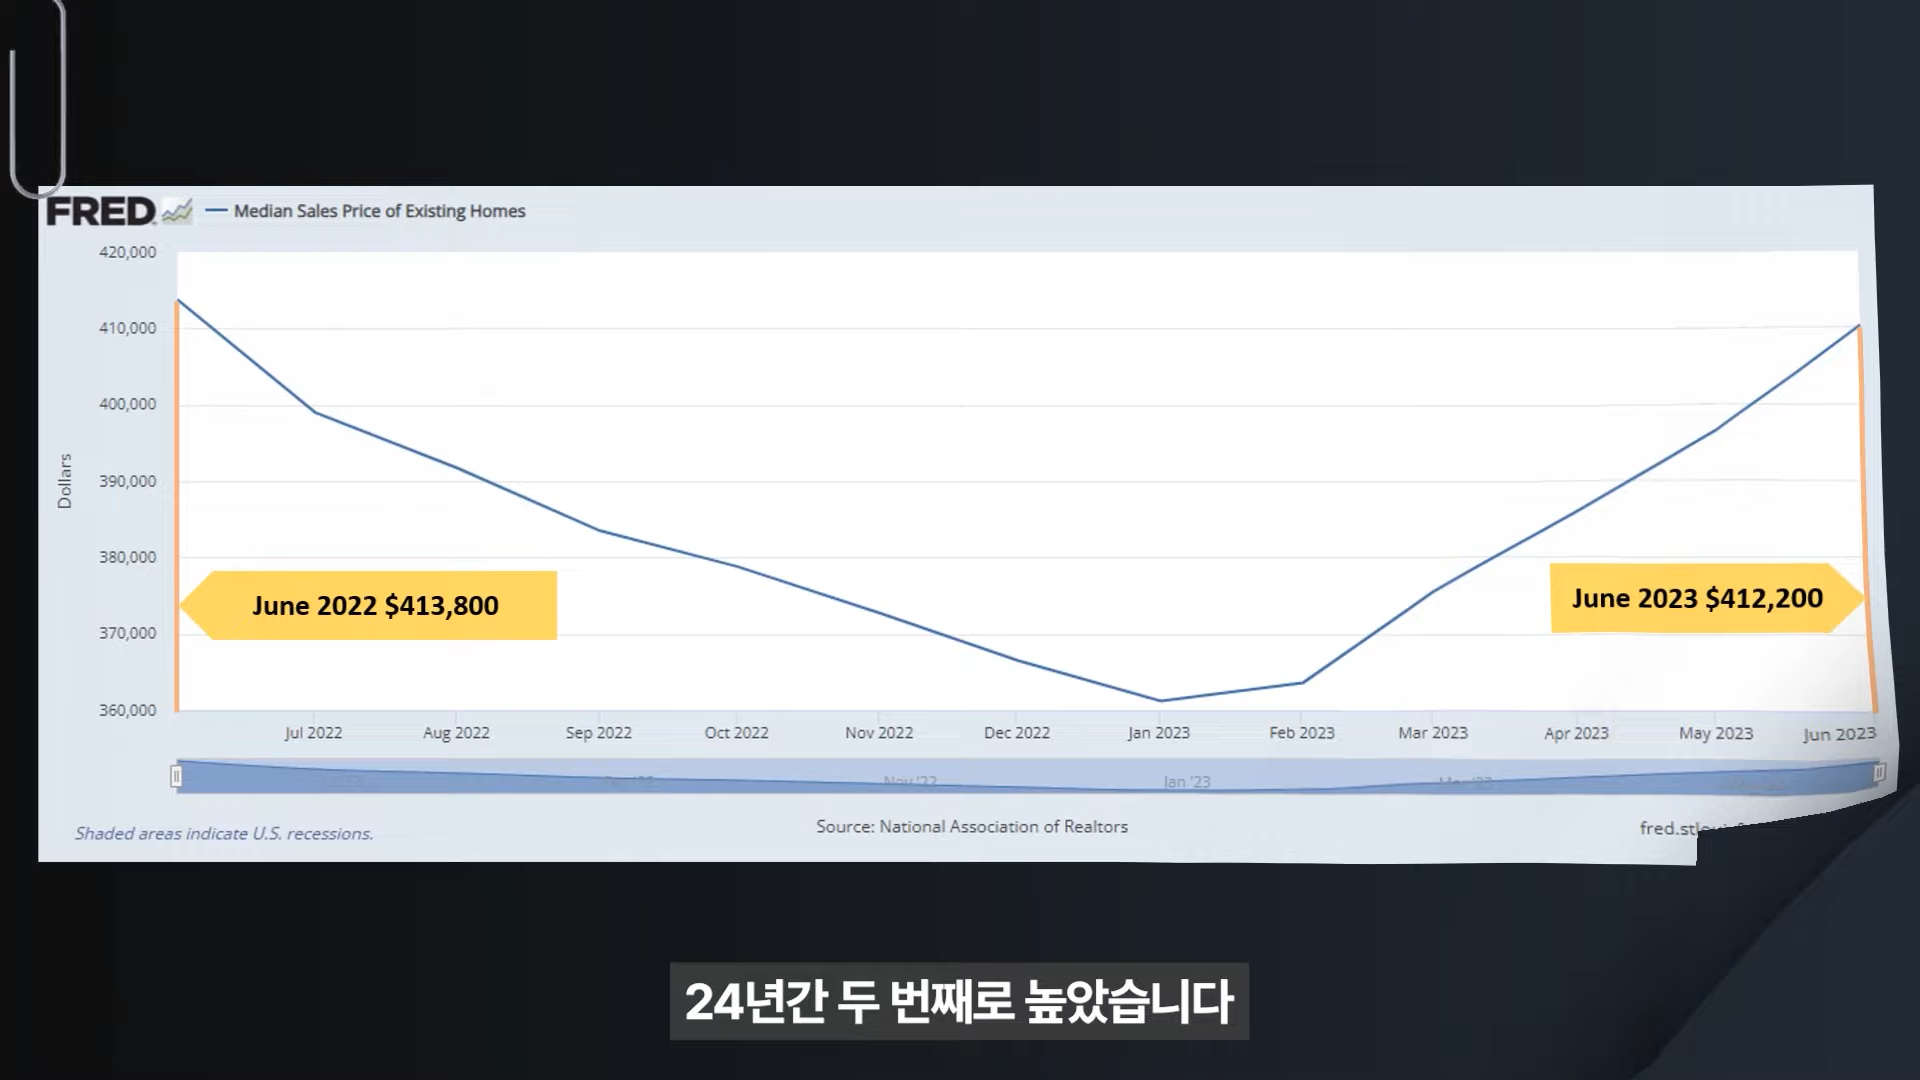 FRED
Median Sales Price of Existing Homes
420,000
410,000
400,000
390,000
380,000
370,000
360,000
Dollars
June 2022 $413,800
June 2023 $412,200
Jul 2022
Aug 2022
Sep 2022
Oct 2022
Nov 2022
Dec 2022
Jan 2023
Feb 2023
Mar 2023
Apr 2023
May 2023
Jun 2023
Nov '22
Jan '23
Shaded areas indicate U.S. recessions.
Source: National Association of Realtors
24년간 두 번째로 높았습니다